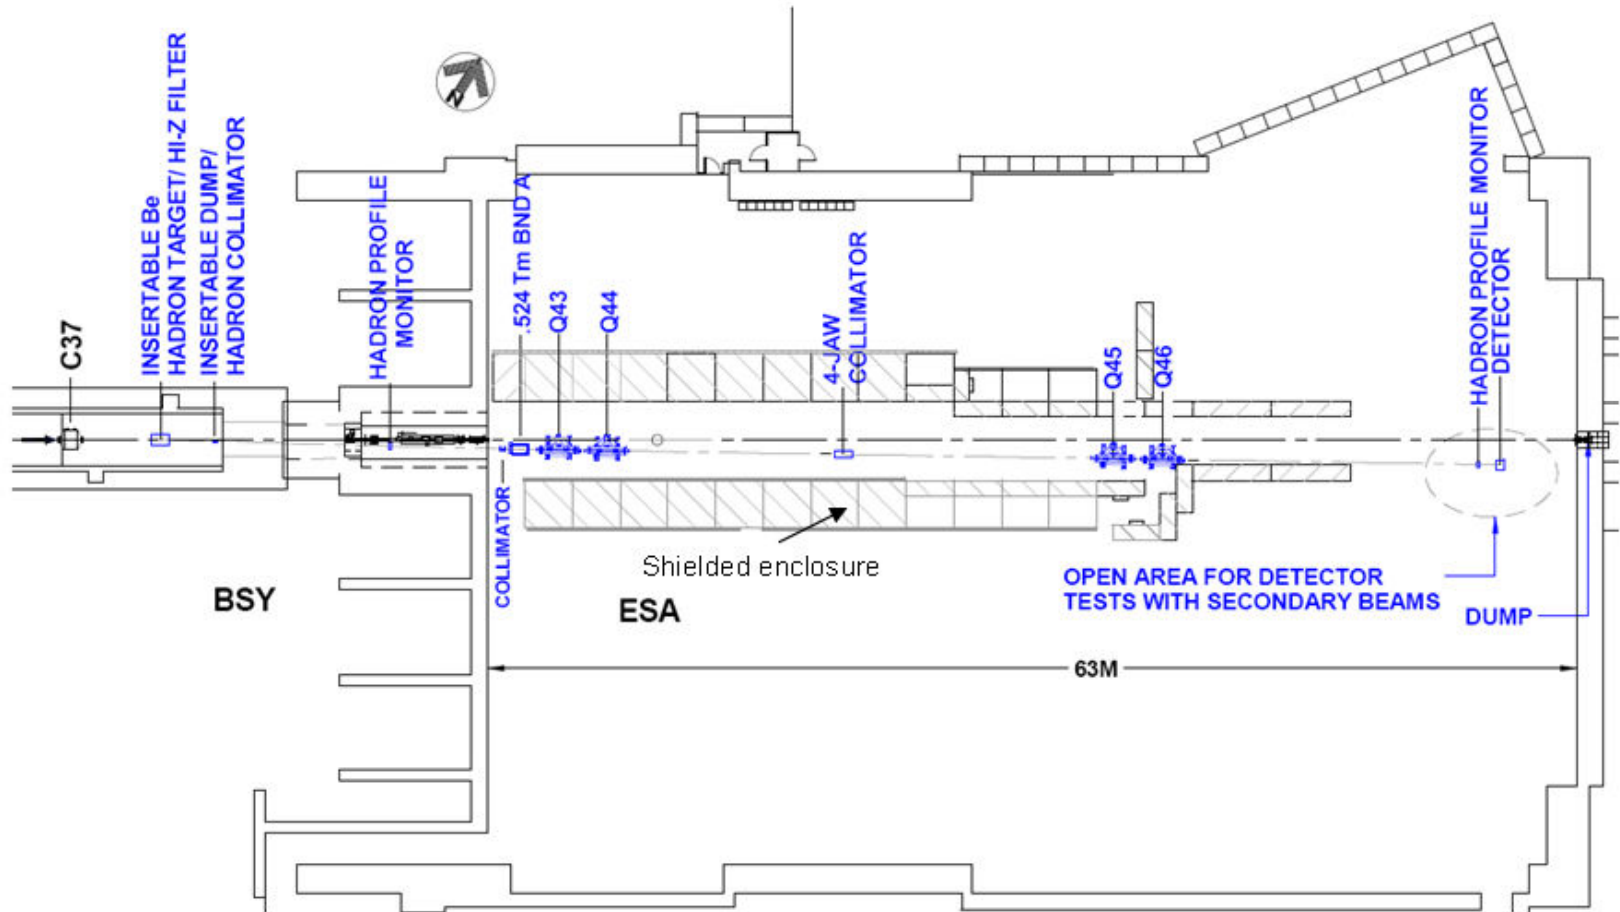 C37
INSERTABLE Be
HADRON TARGET/ HI-Z FILTER
INSERTABLE DUMP/
HADRON COLLIMATOR
HADRON PROFILE
MONITOR
N
.524 Tm BND A
Q43
Q44
4-JAW
COLLIMATOR
Q45
Q46
HADRON PROFILE MONITOR
DETECTOR
COLLIMATOR
Shielded enclosure
BSY
ESA
OPEN AREA FOR DETECTOR
TESTS WITH SECONDARY BEAMS
DUMP
63M